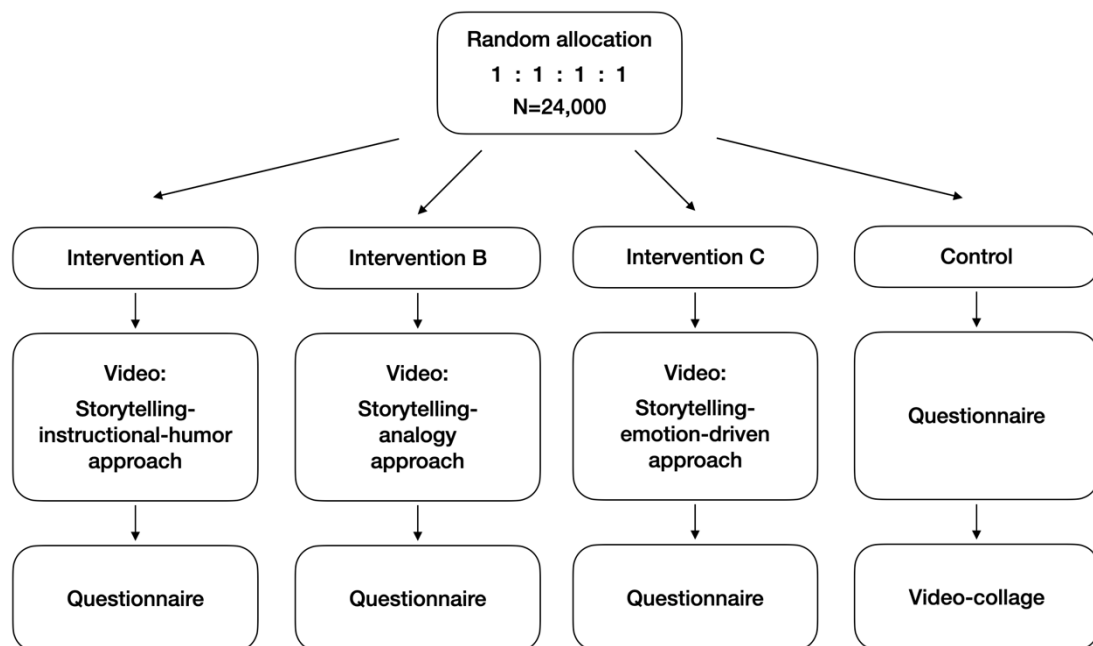 Random allocation
1 : 1 : 1 : 1
N=24,000
Intervention A
Intervention B
Intervention C
Control
Video:
Storytelling-
instructional-humor
approach
Video:
Storytelling-
analogy
approach
Video:
Storytelling-
emotion-driven
approach
Questionnaire
Questionnaire
Questionnaire
Questionnaire
Video-collage